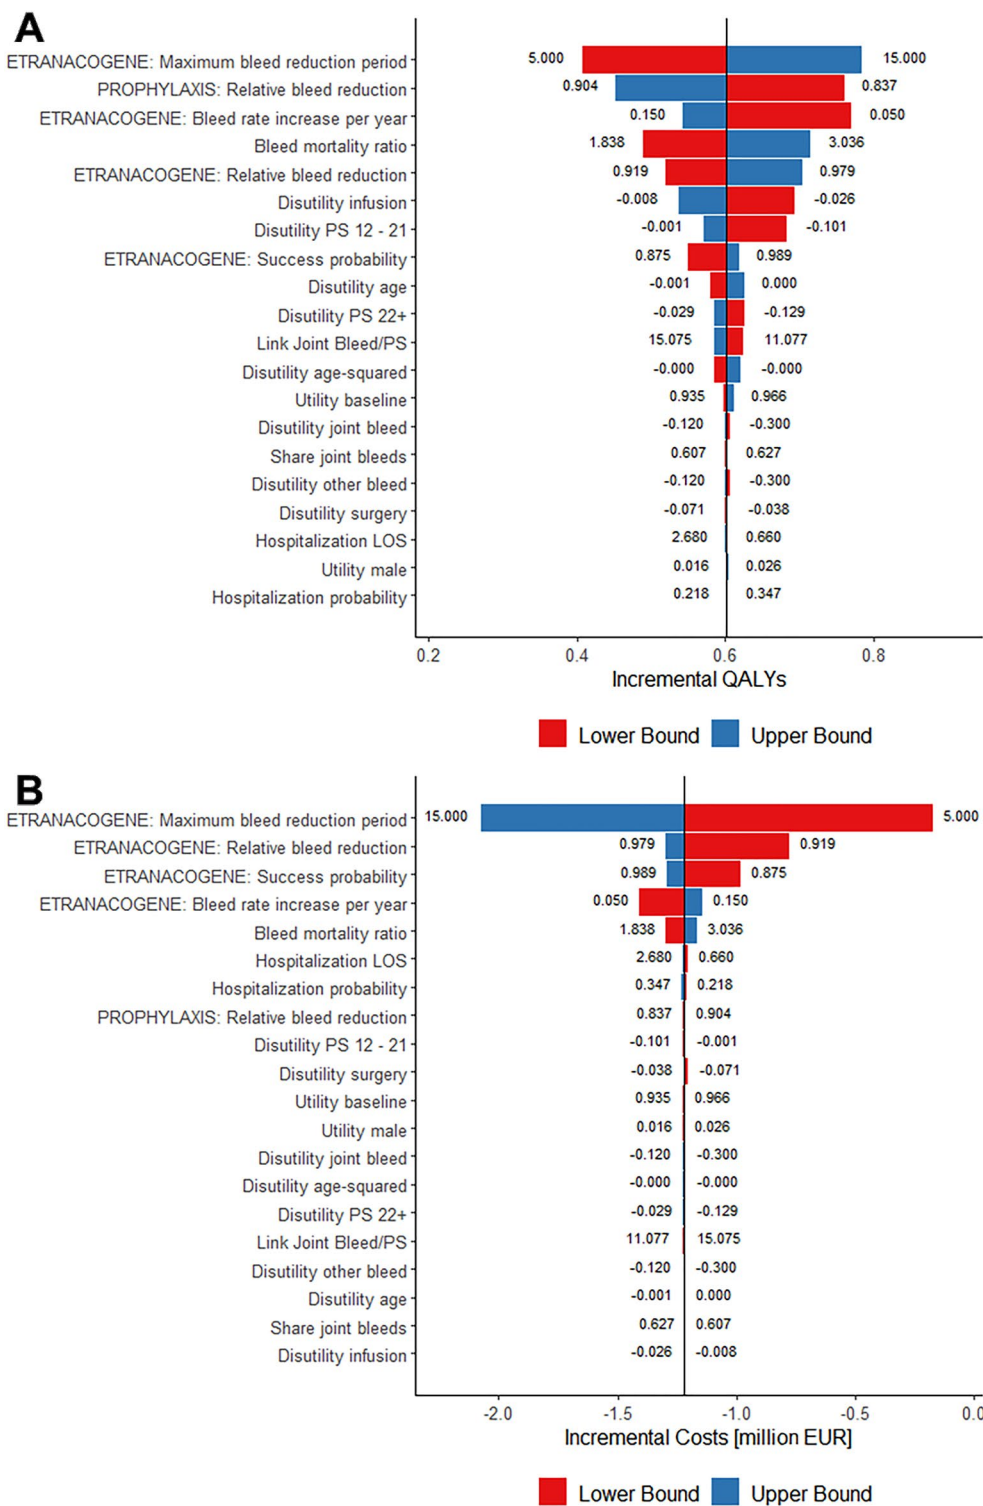 A
ETRANACOGENE: Maximum bleed reduction period 5.000 15.000
PROPHYLAXIS: Relative bleed reduction 0.904 0.837
ETRANACOGENE: Bleed rate increase per year 0.150 0.050
Bleed mortality ratio 1.838 3.036
ETRANACOGENE: Relative bleed reduction 0.919 0.979
Disutility infusion -0.008 -0.026
Disutility PS 12 - 21 -0.001 -0.101
ETRANACOGENE: Success probability 0.875 0.989
Disutility age -0.001 0.000
Disutility PS 22+ -0.029 -0.129
Link Joint Bleed/PS 15.075 11.077
Disutility age-squared -0.000 -0.000
Utility baseline 0.935 0.966
Disutility joint bleed -0.120 -0.300
Share joint bleeds 0.607 0.627
Disutility other bleed -0.120 -0.300
Disutility surgery -0.071 -0.038
Hospitalization LOS 2.680 0.660
Utility male 0.016 0.026
Hospitalization probability 0.218 0.347
0.2 0.4 0.6 0.8
Incremental QALYs
Lower Bound Upper Bound
B
ETRANACOGENE: Maximum bleed reduction period 15.000 5.000
ETRANACOGENE: Relative bleed reduction 0.979 0.919
ETRANACOGENE: Success probability 0.989 0.875
ETRANACOGENE: Bleed rate increase per year 0.050 0.150
Bleed mortality ratio 1.838 3.036
Hospitalization LOS 2.680 0.660
Hospitalization probability 0.347 0.218
PROPHYLAXIS: Relative bleed reduction 0.837 0.904
Disutility PS 12 - 21 -0.101 -0.001
Disutility surgery -0.038 -0.071
Utility baseline 0.935 0.966
Utility male 0.016 0.026
Disutility joint bleed -0.120 -0.300
Disutility age-squared -0.000 -0.000
Disutility PS 22+ -0.029 -0.129
Link Joint Bleed/PS 11.077 15.075
Disutility other bleed -0.120 -0.300
Disutility age -0.001 0.000
Share joint bleeds 0.627 0.607
Disutility infusion -0.026 -0.008
-2.0 -1.5 -1.0 -0.5 0.0
Incremental Costs [million EUR]
Lower Bound Upper Bound